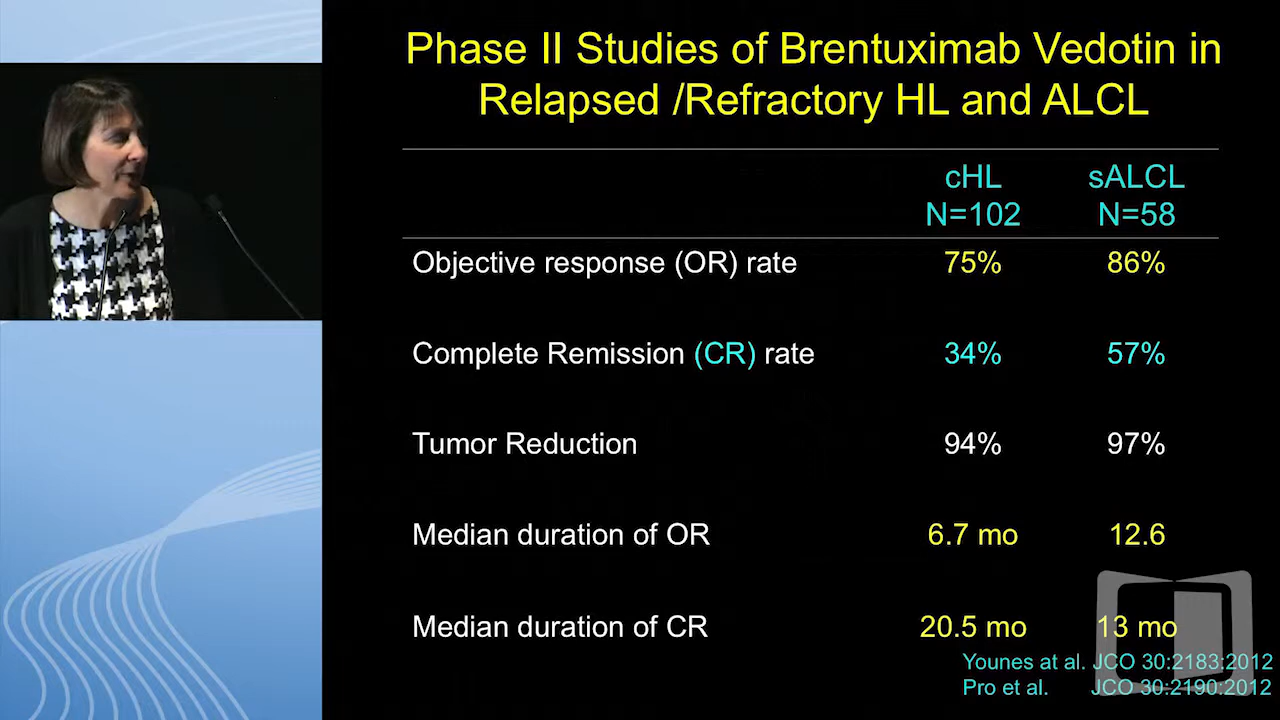 Phase II Studies of Brentuximab Vedotin in
Relapsed /Refractory HL and ALCL
cHL sALCL
N=102 N=58
Objective response (OR) rate 75% 86%
Complete Remission (CR) rate 34% 57%
Tumor Reduction 94% 97%
Median duration of OR 6.7 mo 12.6
Median duration of CR 20.5 mo 13 mo
Younes at al. JCO 30:2183:2012
Pro et al. JCO 30:2190:2012